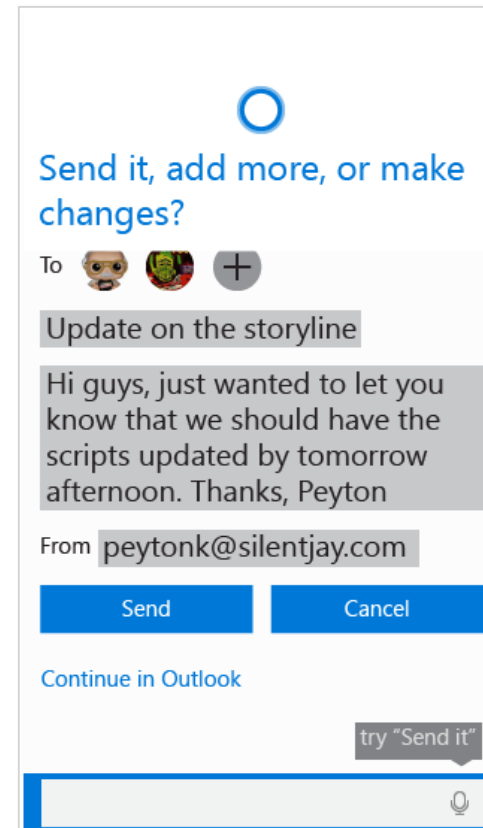 Send it, add more, or make
changes?
To
Update on the storyline
Hi guys, just wanted to let you
know that we should have the
scripts updated by tomorrow
afternoon. Thanks, Peyton
From peytonk@silentjay.com
Send Cancel
Continue in Outlook
try "Send it"